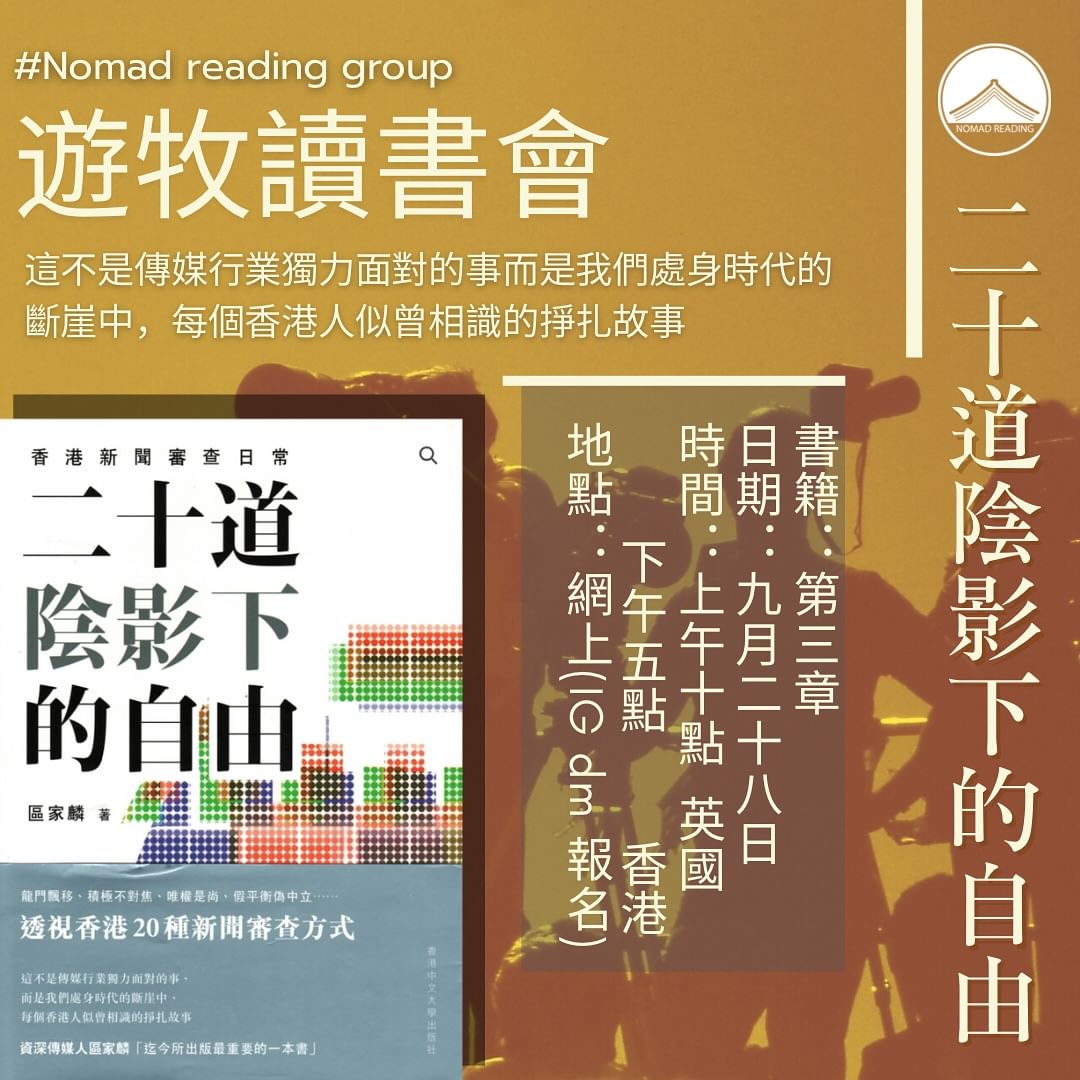 #Nomad reading group
遊牧讀書會
這不是傳媒行業獨力面對的事而是我們處身時代的
斷崖中，每個香港人似曾相識的掙扎故事
NOMAD READING
二十道陰影下的自由
書籍：第三章
日期：九月二十八日
時間：上午十點 英國
下午五點 香港
地點：網上(IG dm 報名)
香港新聞審查日常
二十道
陰影下
的自由
區家麟 著
龍門飄移、積極不對焦、唯權是尚、假平衡偽中立……
透視香港20種新聞審查方式
這不是傳媒行業獨力面對的事，
而是我們處身時代的斷崖中，
每個香港人似曾相識的掙扎故事
資深傳媒人區家麟「迄今所出版最重要的一本書」
香港中文大學出版社